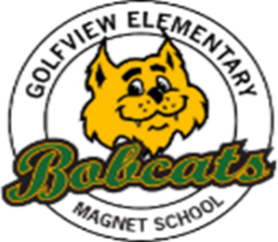 GOLFVIEW ELEMENTARY
Bobcats
MAGNET SCHOOL